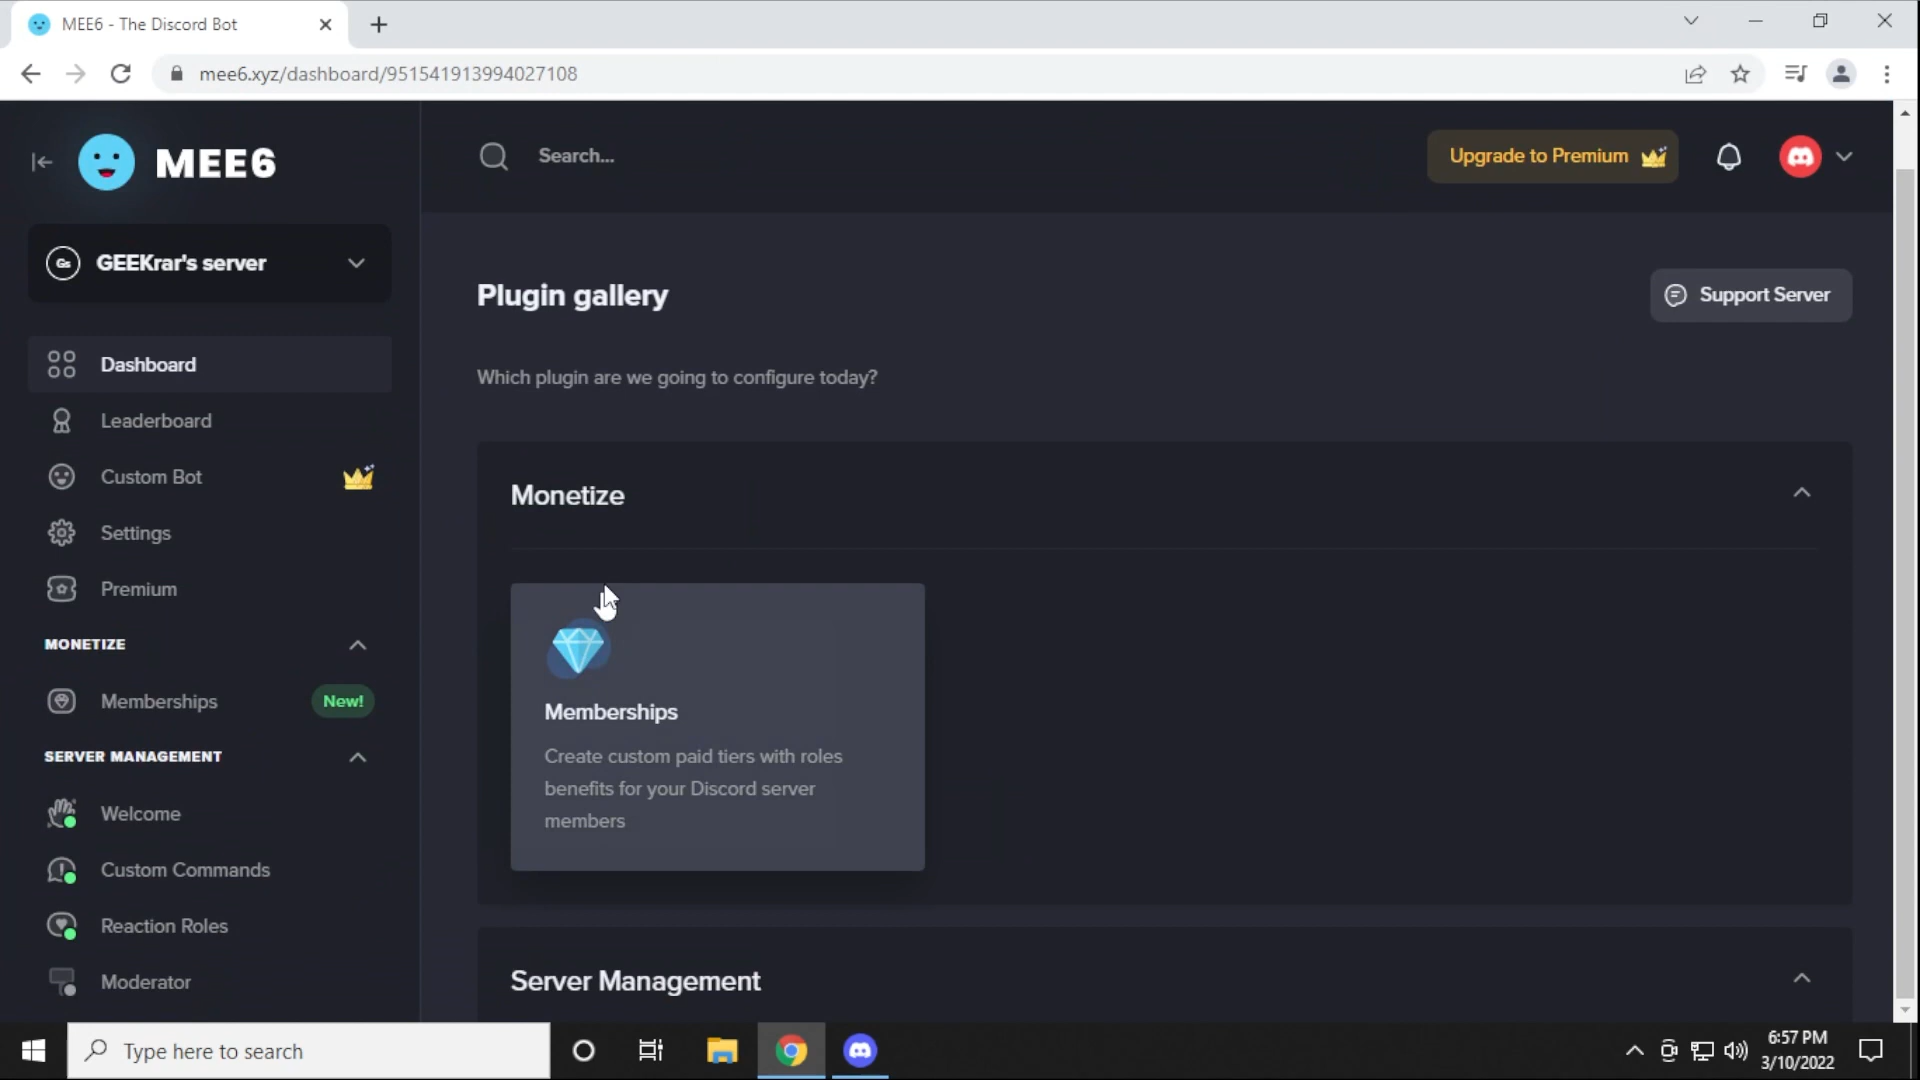 MEE6 - The Discord Bot
mee6.xyz/dashboard/951541913994027108
MEE6
Search...
Upgrade to Premium
Gs
GEEKrar's server
Plugin gallery
Support Server
Dashboard
Which plugin are we going to configure today?
Leaderboard
Custom Bot
Monetize
Settings
Premium
MONETIZE
Memberships
New!
Memberships
Create custom paid tiers with roles
benefits for your Discord server
members
SERVER MANAGEMENT
Welcome
Custom Commands
Reaction Roles
Moderator
Server Management
Type here to search
6:57 PM
3/10/2022